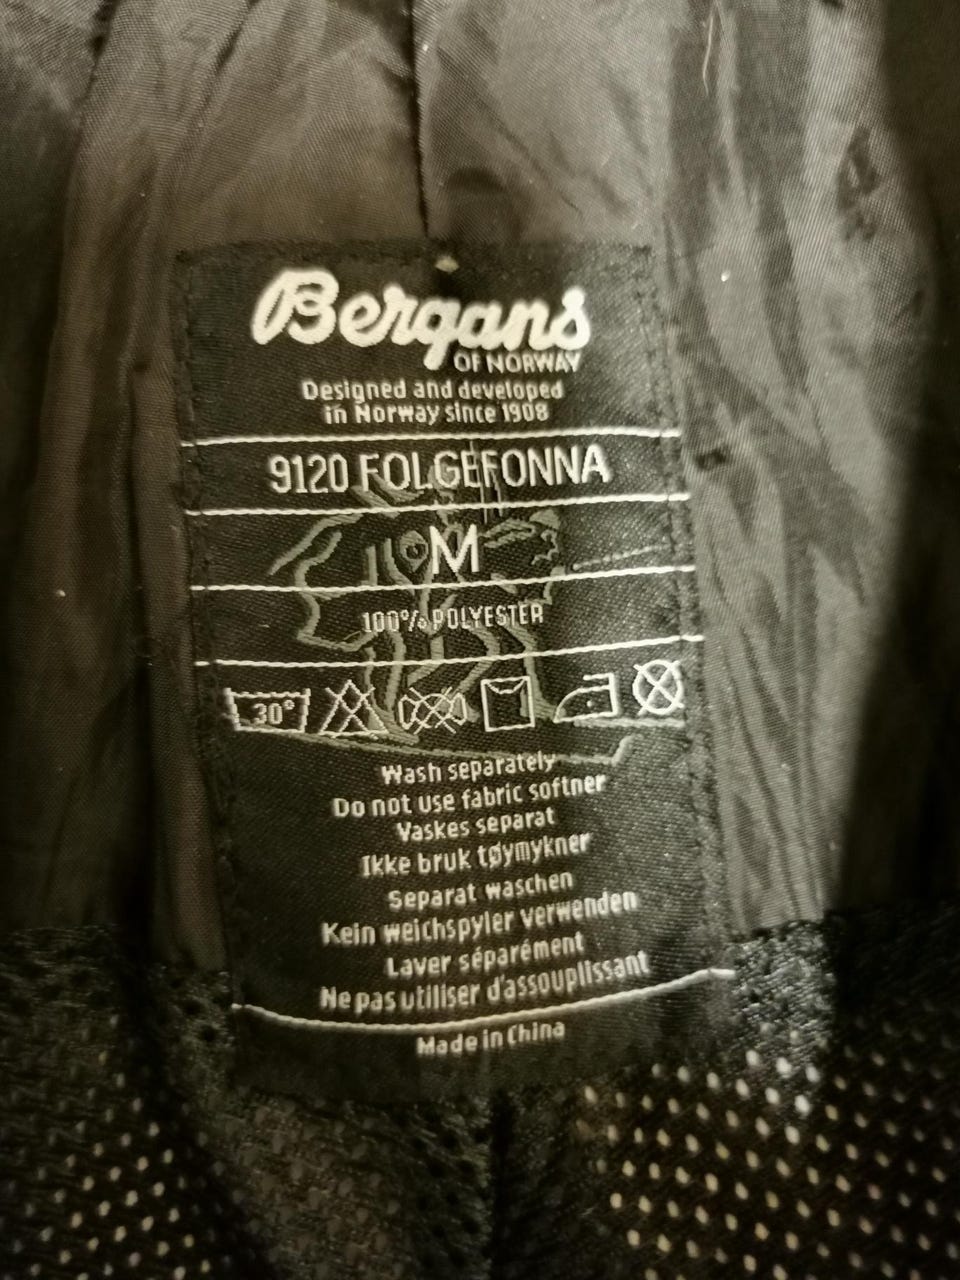 Bergans
OF NORWAY
Designed and developed
in Norway since 1908
9120 FOLGEFONNA
M
100% POLYESTER
30°
Wash separately
Do not use fabric softner
Vaskes separat
Ikke bruk tøymykner
Separat waschen
Kein weichspyler verwenden
Laver séparément
Ne pas utiliser d'assouplissant
Made in China